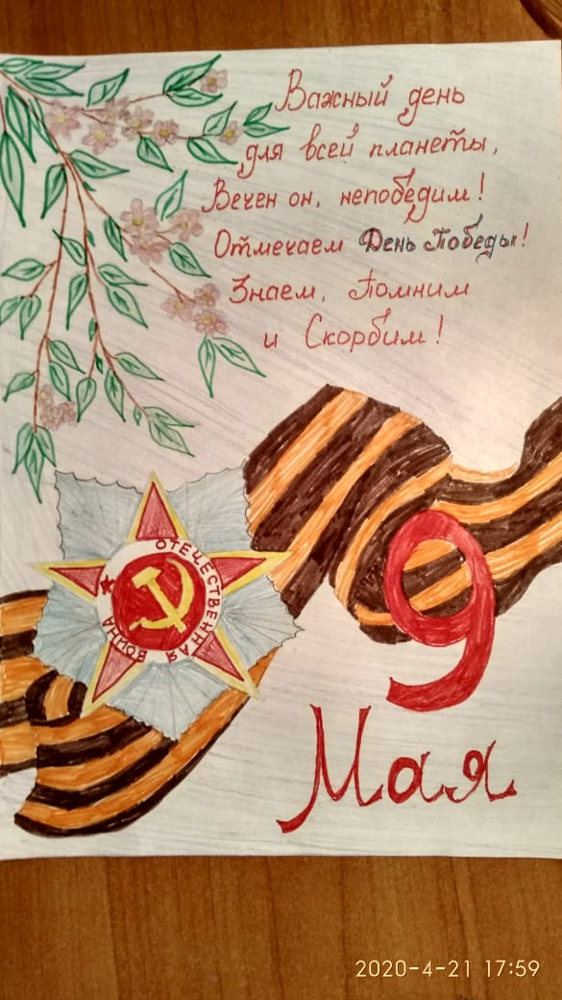 Важный день
для всей планеты,
Вечен он, непобедим!
Отмечаем День Победы!
Знаем, Помним
и Скорбим!
ОТЕЧЕСТВЕННАЯ ВОЙНА
9
Мая
2020-4-21 17:59